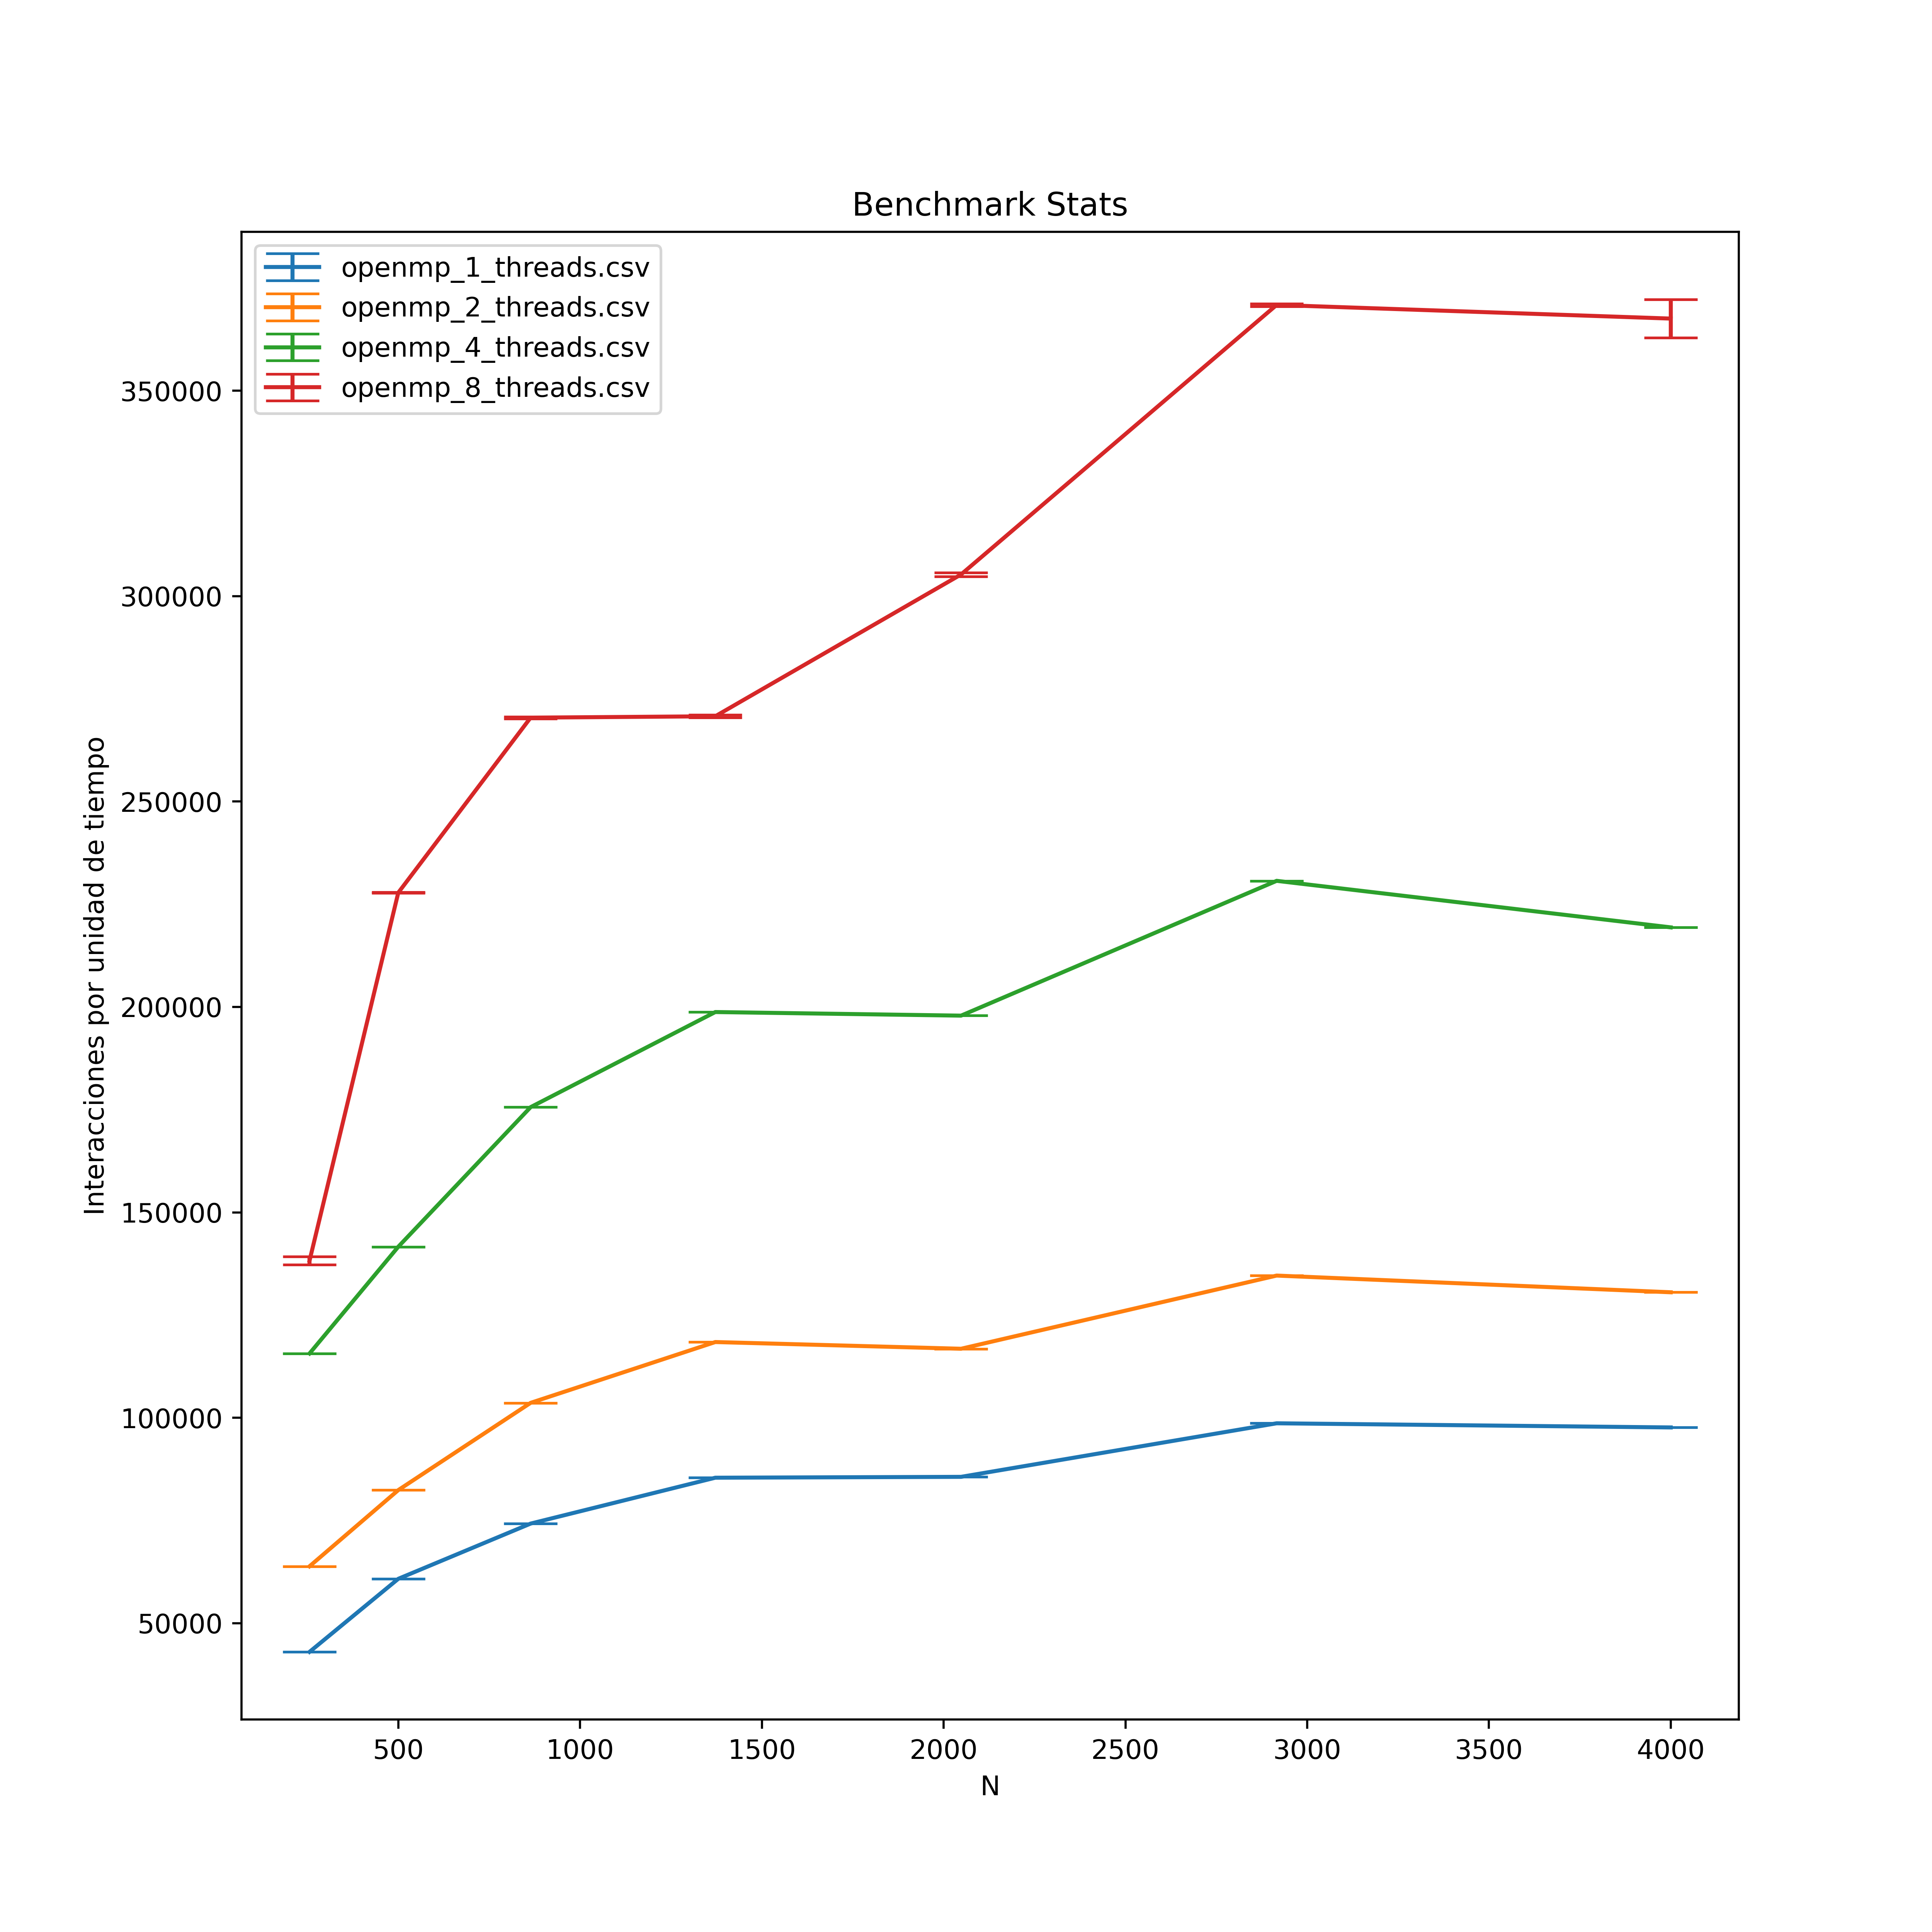 Benchmark Stats
openmp_1_threads.csv
openmp_2_threads.csv
openmp_4_threads.csv
openmp_8_threads.csv
Interacciones por unidad de tiempo
350000
300000
250000
200000
150000
100000
50000
500 1000 1500 2000 2500 3000 3500 4000
N